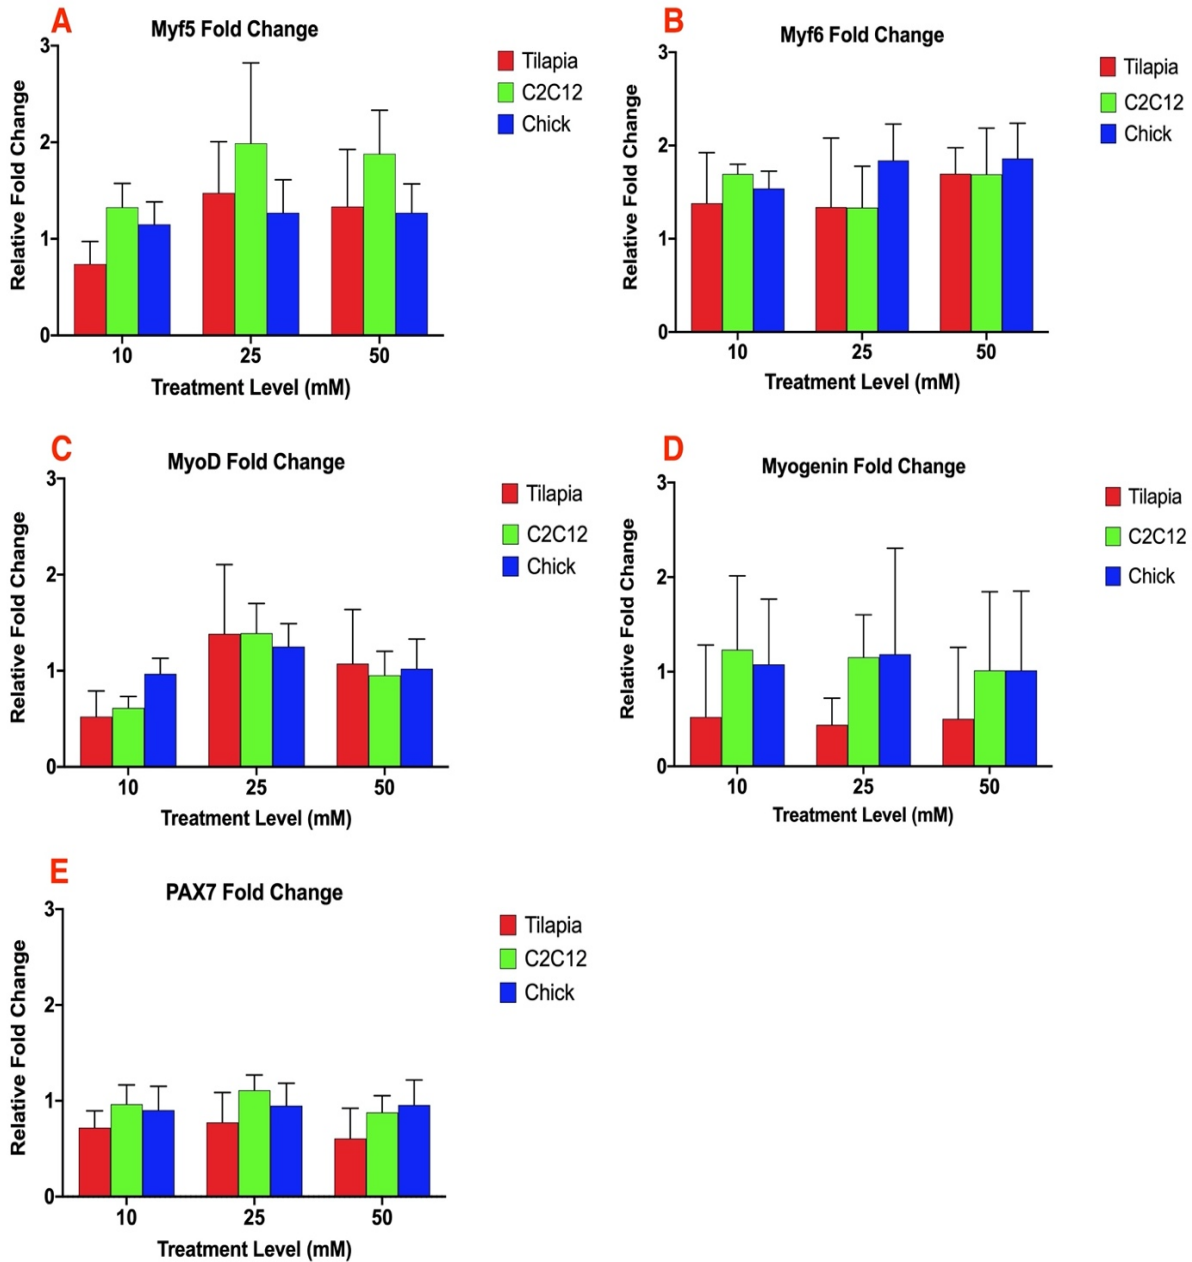 A
Myf5 Fold Change
Relative Fold Change
3
2
1
0
10 25 50
Treatment Level (mM)
Tilapia
C2C12
Chick
B
Myf6 Fold Change
Relative Fold Change
3
2
1
0
10 25 50
Treatment Level (mM)
Tilapia
C2C12
Chick
C
MyoD Fold Change
Relative Fold Change
3
2
1
0
10 25 50
Treatment Level (mM)
Tilapia
C2C12
Chick
D
Myogenin Fold Change
Relative Fold Change
3
2
1
0
10 25 50
Treatment Level (mM)
Tilapia
C2C12
Chick
E
PAX7 Fold Change
Relative Fold Change
3
2
1
0
10 25 50
Treatment Level (mM)
Tilapia
C2C12
Chick